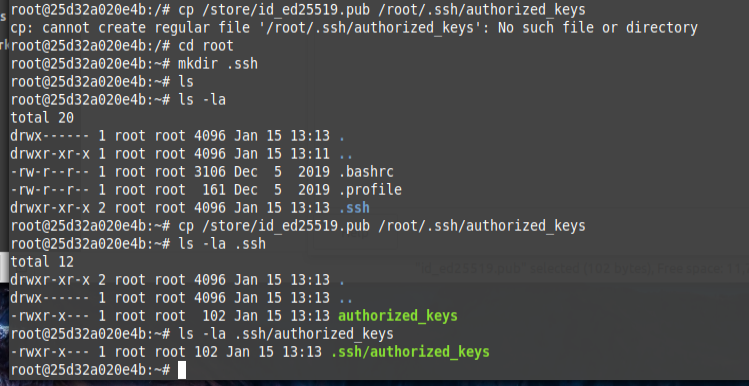 root@25d32a020e4b:/# cp /store/id_ed25519.pub /root/.ssh/authorized_keys
cp: cannot create regular file '/root/.ssh/authorized_keys': No such file or directory
root@25d32a020e4b:/# cd root
root@25d32a020e4b:~# mkdir .ssh
root@25d32a020e4b:~# ls
root@25d32a020e4b:~# ls -la
total 20
drwx------ 1 root root 4096 Jan 15 13:13 .
drwxr-xr-x 1 root root 4096 Jan 15 13:11 ..
-rw-r--r-- 1 root root 3106 Dec  5  2019 .bashrc
-rw-r--r-- 1 root root  161 Dec  5  2019 .profile
drwxr-xr-x 2 root root 4096 Jan 15 13:13 .ssh
root@25d32a020e4b:~# cp /store/id_ed25519.pub /root/.ssh/authorized_keys
root@25d32a020e4b:~# ls -la .ssh
total 12
drwxr-xr-x 2 root root 4096 Jan 15 13:13 .
drwx------ 1 root root 4096 Jan 15 13:13 ..
-rwxr-x--- 1 root root  102 Jan 15 13:13 authorized_keys
root@25d32a020e4b:~# ls -la .ssh/authorized_keys
-rwxr-x--- 1 root root 102 Jan 15 13:13 .ssh/authorized_keys
root@25d32a020e4b:~#